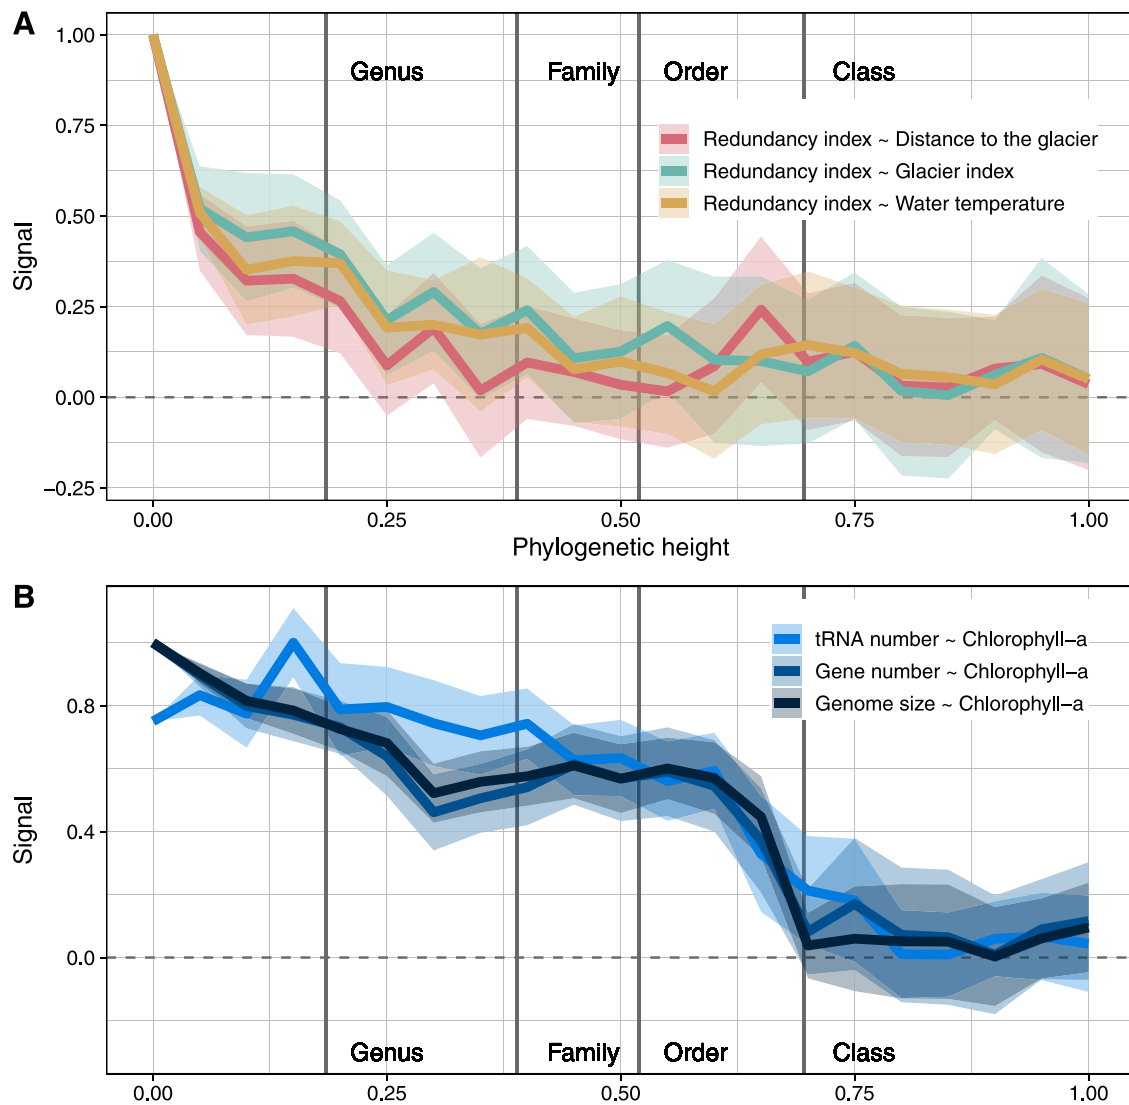 A
Signal
1.00
0.75
0.50
0.25
0.00
−0.25
Genus
Family
Order
Class
Redundancy index ~ Distance to the glacier
Redundancy index ~ Glacier index
Redundancy index ~ Water temperature
0.00
0.25
0.50
0.75
1.00
Phylogenetic height
B
Signal
0.8
0.4
0.0
tRNA number ~ Chlorophyll−a
Gene number ~ Chlorophyll−a
Genome size ~ Chlorophyll−a
Genus
Family
Order
Class
0.00
0.25
0.50
0.75
1.00